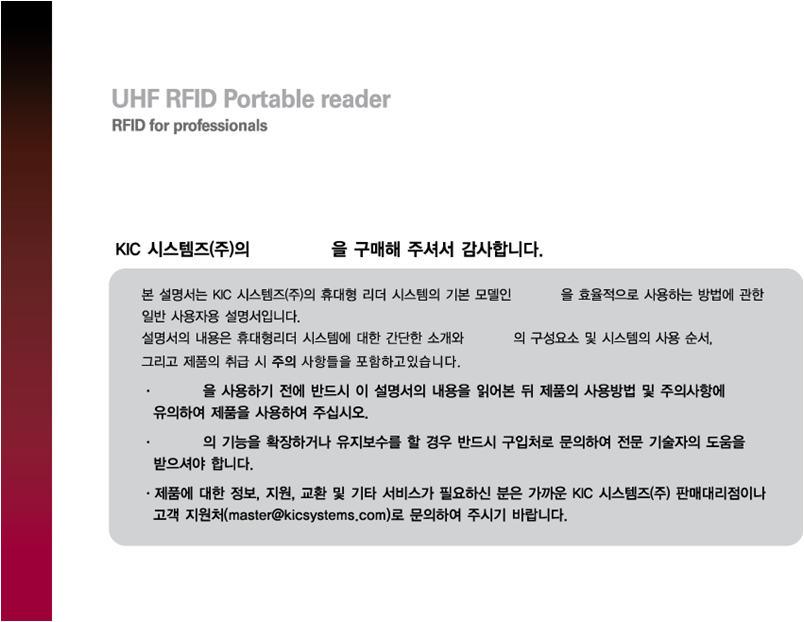 UHF RFID Portable reader
RFID for professionals
KIC 시스템즈(주)의 을 구매해 주셔서 감사합니다.
본 설명서는 KIC 시스템즈(주)의 휴대형 리더 시스템의 기본 모델인 을 효율적으로 사용하는 방법에 관한
일반 사용자용 설명서입니다.
설명서의 내용은 휴대형리더 시스템에 대한 간단한 소개와 의 구성요소 및 시스템의 사용 순서,
그리고 제품의 취급 시 주의 사항들을 포함하고있습니다.
· 을 사용하기 전에 반드시 이 설명서의 내용을 읽어본 뒤 제품의 사용방법 및 주의사항에
유의하여 제품을 사용하여 주십시오.
· 의 기능을 확장하거나 유지보수를 할 경우 반드시 구입처로 문의하여 전문 기술자의 도움을
받으셔야 합니다.
· 제품에 대한 정보, 지원, 교환 및 기타 서비스가 필요하신 분은 가까운 KIC 시스템즈(주) 판매대리점이나
고객 지원처(master@kicsystems.com)로 문의하여 주시기 바랍니다.